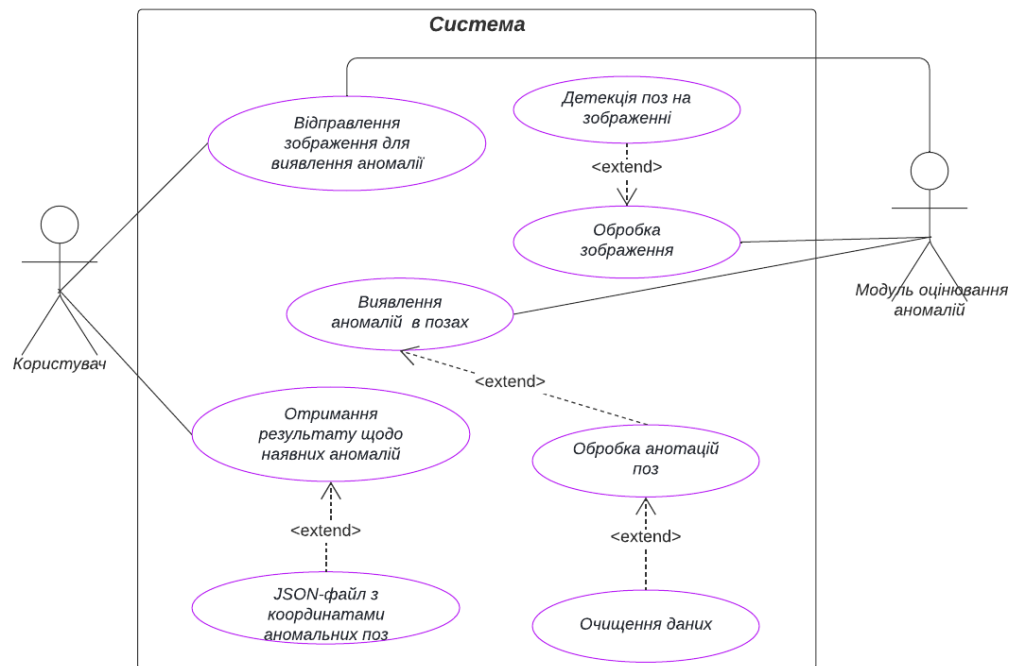 Система
Відправлення
зображення для
виявлення аномалії
Детекція поз на
зображенні
<extend>
Обробка
зображення
Модуль оцінювання
аномалій
Виявлення
аномалій в позах
Користувач
<extend>
Отримання
результату щодо
наявних аномалій
Обробка анотацій
поз
<extend>
<extend>
JSON-файл з
координатами
аномальних поз
Очищення даних